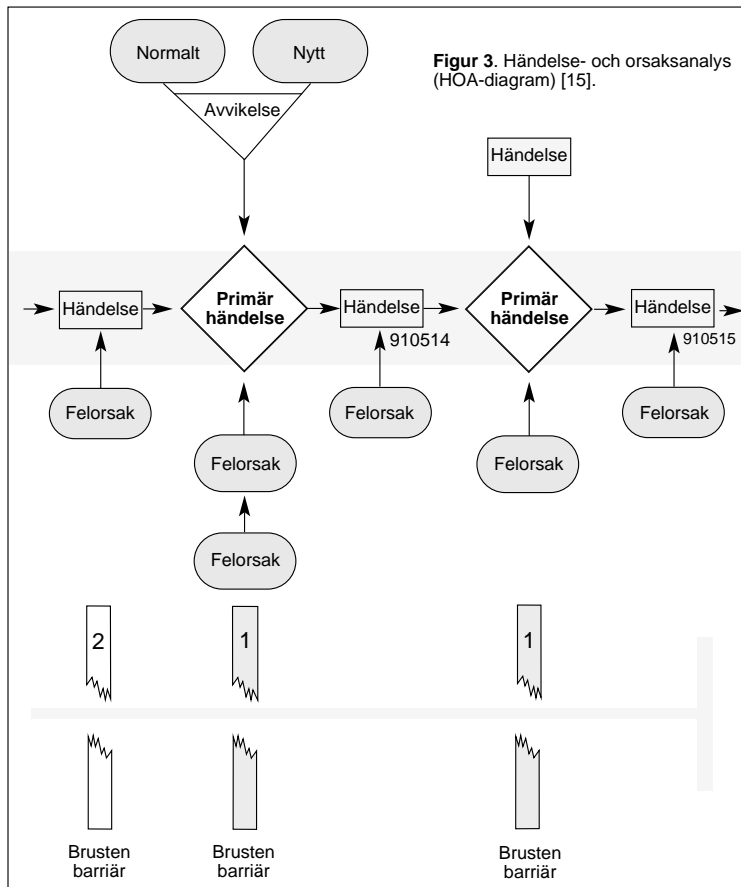 Normalt
Nytt
Figur 3. Händelse- och orsaksanalys
(HOA-diagram) [15].
Avvikelse
Händelse
Händelse
Primär
händelse
Händelse
910514
Primär
händelse
Händelse
910515
Felorsak
Felorsak
Felorsak
Felorsak
Felorsak
Felorsak
2
1
1
Brusten
barriär
Brusten
barriär
Brusten
barriär